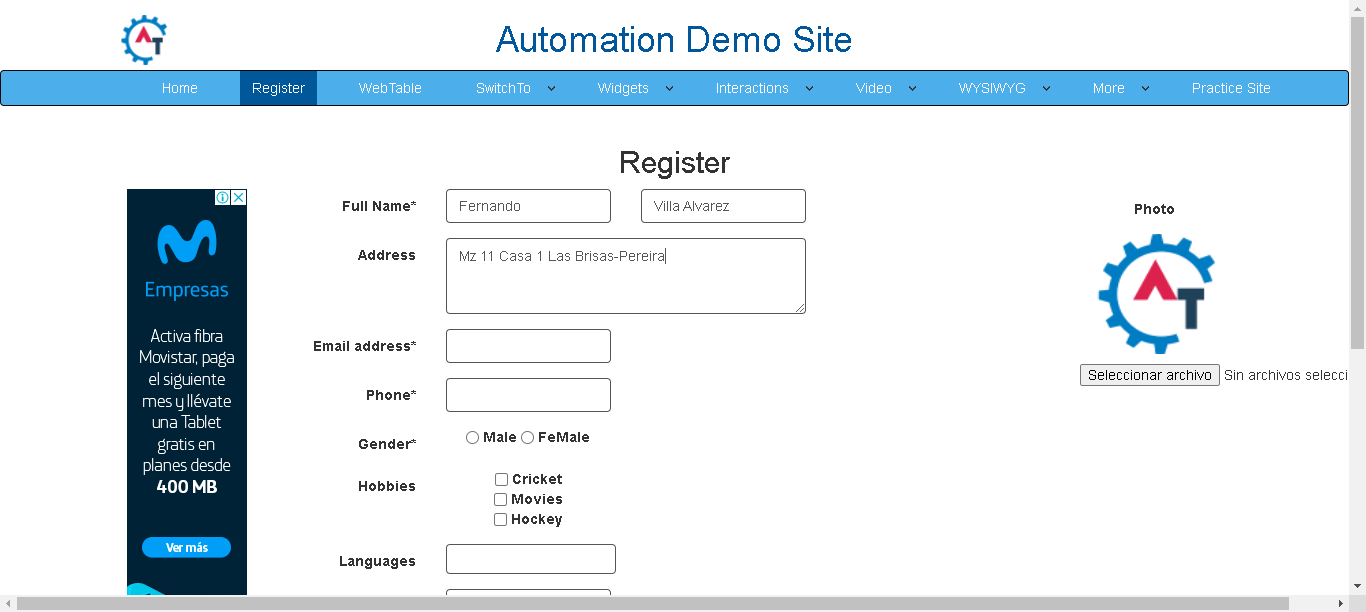 Automation Demo Site
Home Register WebTable SwitchTo Widgets Interactions Video WYSIWYG More Practice Site
Register
Full Name* Fernando Villa Alvarez
Address Mz 11 Casa 1 Las Brisas-Pereira
Email address*
Phone*
Gender* Male FeMale
Hobbies Cricket
Movies
Hockey
Languages
Photo
AT
Seleccionar archivo Sin archivos selecci
Empresas
Activa fibra
Movistar, paga
el siguiente
mes y llévate
una Tablet
gratis en
planes desde
400 MB
Ver más